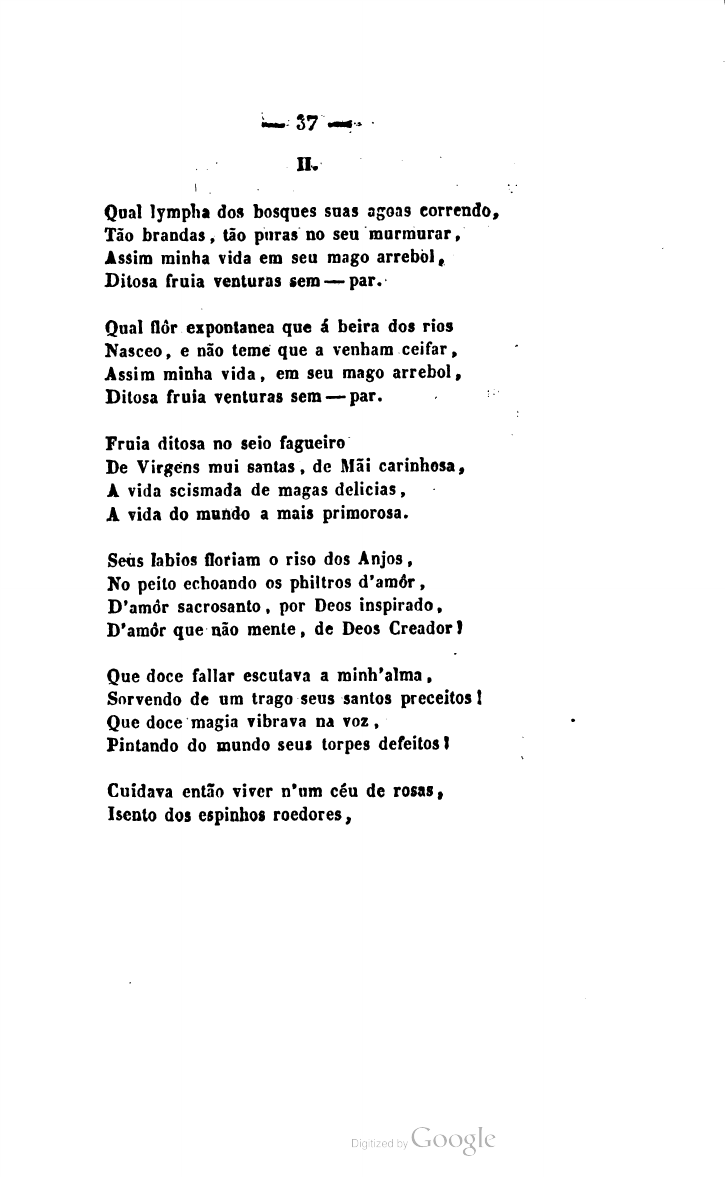 — 37 —
II.
Qual lympha dos bosques suas agoas correndo,
Tão brandas, tão puras no seu murmurar,
Assim minha vida em seu mago arrebol,
Ditosa fruia venturas sem—par.
Qual flôr expontanea que á beira dos rios
Nasceo, e não teme que a venham ceifar,
Assim minha vida, em seu mago arrebol,
Ditosa fruia venturas sem—par.
Fruia ditosa no seio fagueiro
De Virgens mui santas, de Mãi carinhosa,
A vida scismada de magas delicias,
A vida do mundo a mais primorosa.
Seus labios floriam o riso dos Anjos,
No peito echoando os philtros d'amôr,
D'amôr sacrosanto, por Deos inspirado,
D'amôr que não mente, de Deos Creador!
Que doce fallar escutava a minh'alma,
Sorvendo de um trago seus santos preceitos!
Que doce magia vibrava na voz,
Pintando do mundo seus torpes defeitos!
Cuidava então viver n'um céu de rosas,
Isento dos espinhos roedores,
Digitized by Google